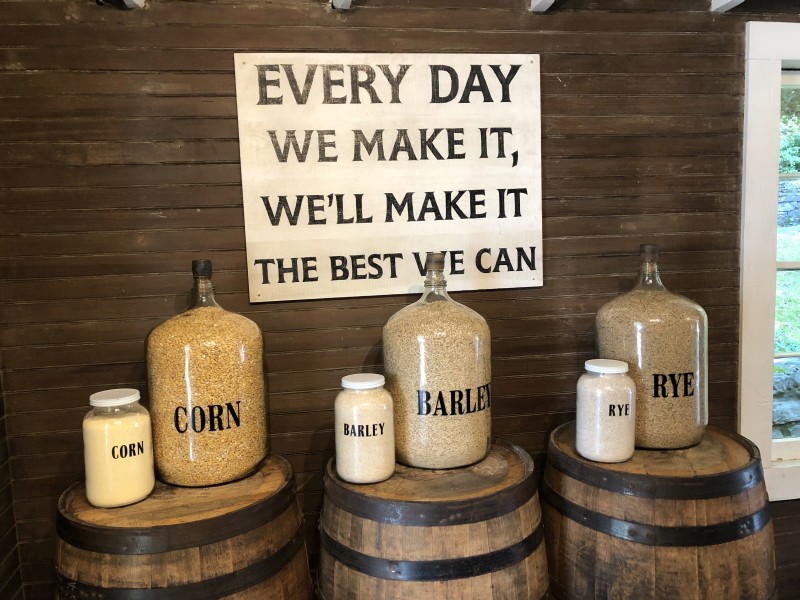 EVERY DAY
WE MAKE IT,
WE'LL MAKE IT
THE BEST WE CAN
CORN
CORN
BARLEY
BARLEY
RYE
RYE